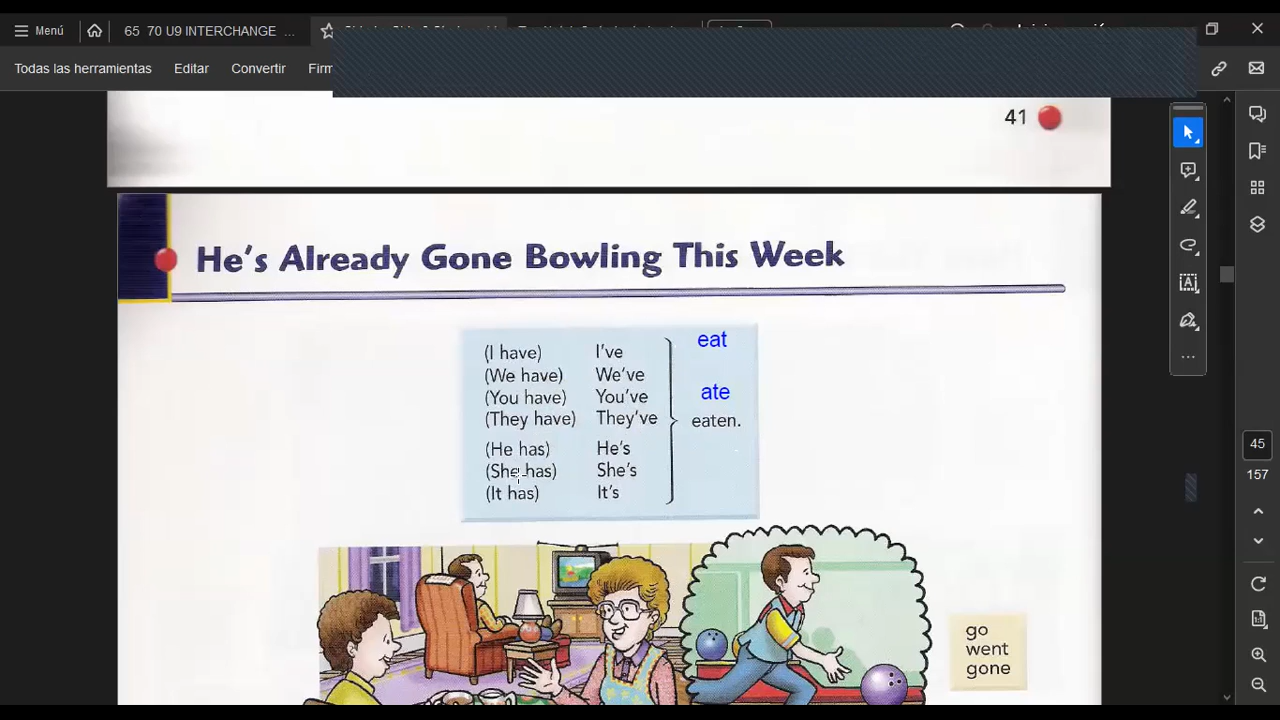 Menú 65 70 U9 INTERCHANGE ...
Todas las herramientas Editar Convertir Firm
41
He's Already Gone Bowling This Week
(I have) I've eat
(We have) We've
(You have) You've ate
(They have) They've eaten.
(He has) He's
(She has) She's
(It has) It's
go
went
gone
45
157